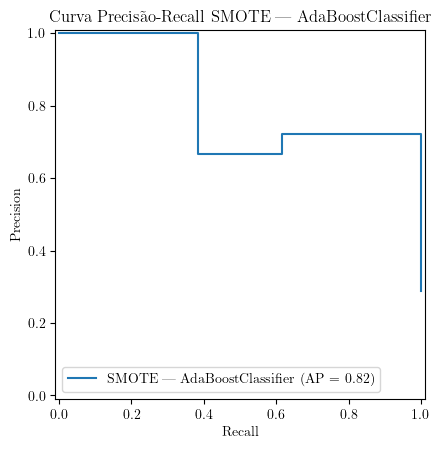 Curva Precisão-Recall SMOTE — AdaBoostClassifier
1.0
0.8
0.6
0.4
0.2
0.0
Precision
SMOTE — AdaBoostClassifier (AP = 0.82)
0.0 0.2 0.4 0.6 0.8 1.0
Recall